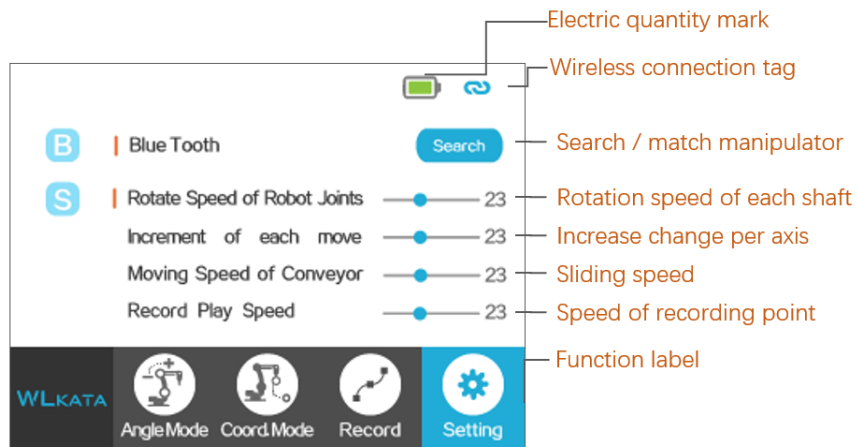 Electric quantity mark
Wireless connection tag
B Blue Tooth Search Search / match manipulator
S Rotate Speed of Robot Joints 23 Rotation speed of each shaft
Increment of each move 23 Increase change per axis
Moving Speed of Conveyor 23 Sliding speed
Record Play Speed 23 Speed of recording point
Function label
WLKATA
Angle Mode Coord.Mode Record Setting